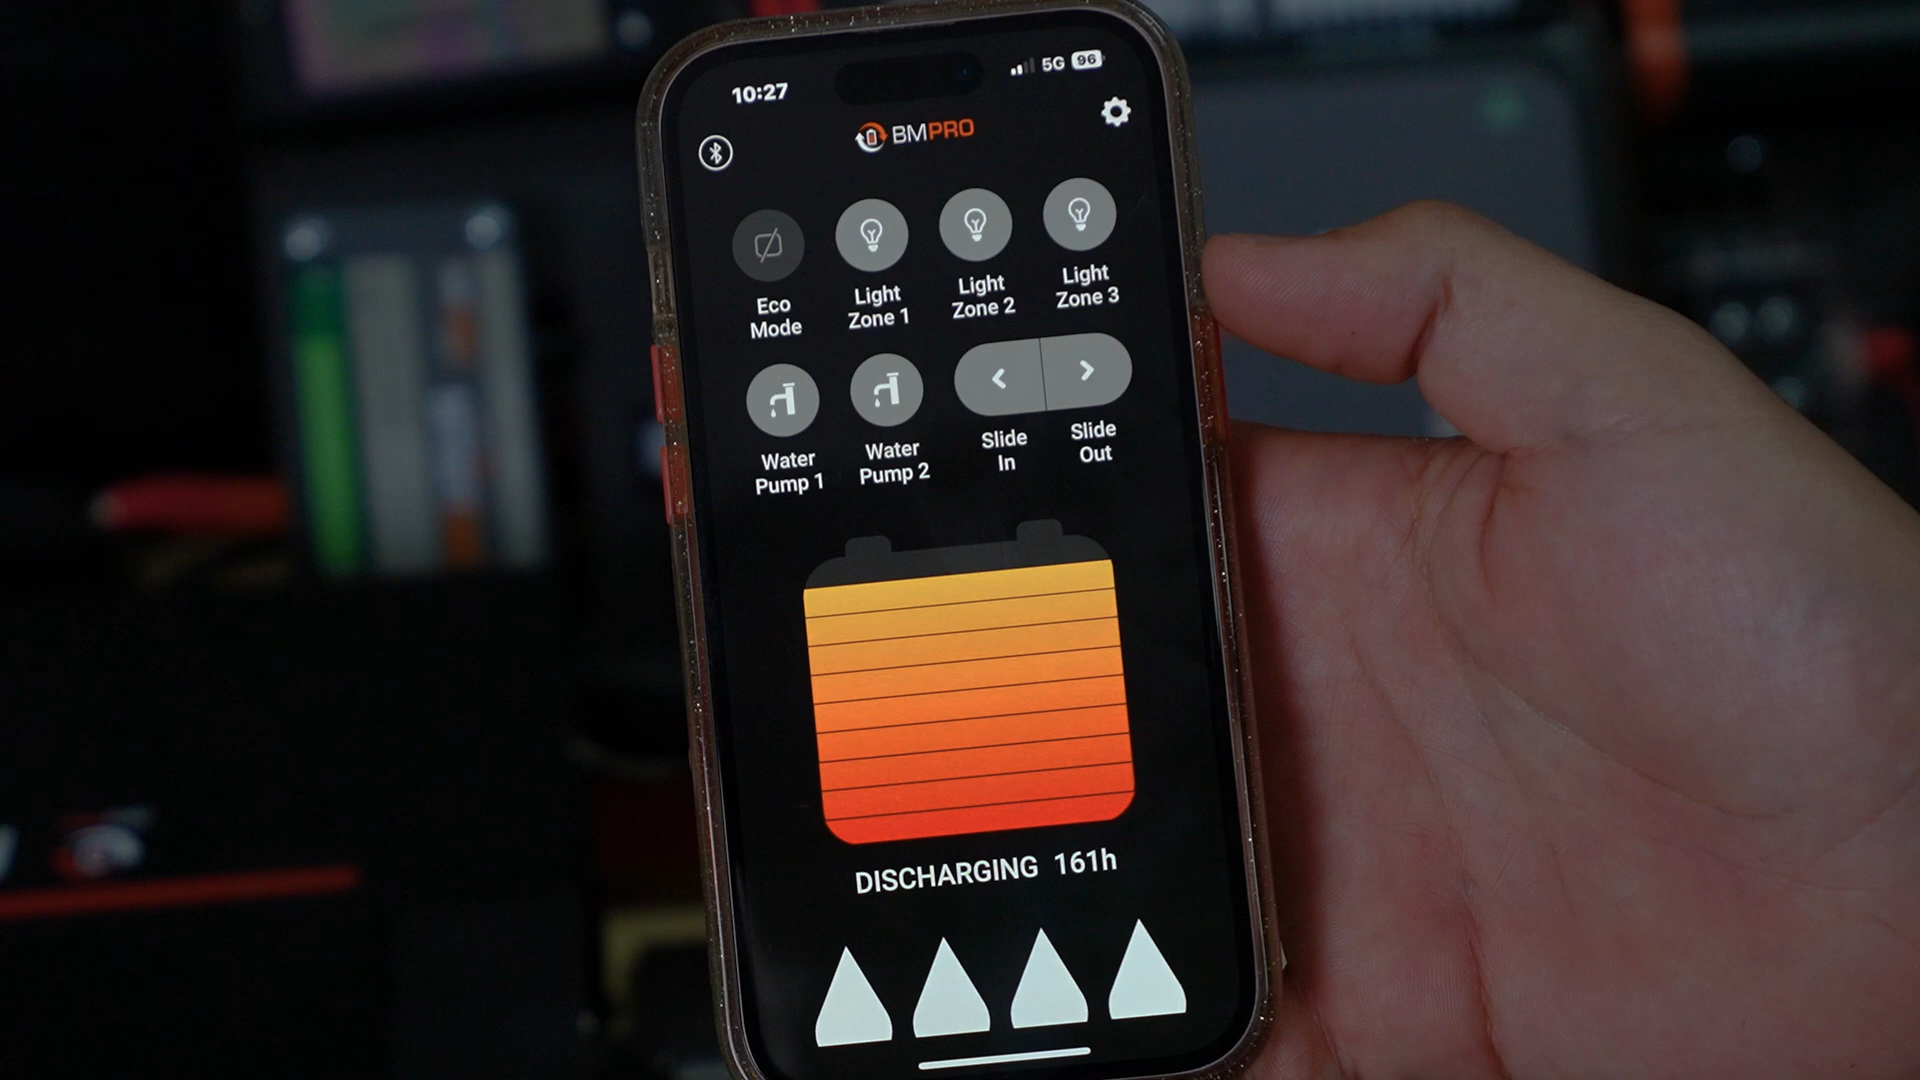 10:27
5G 96
BMPRO
Eco
Mode
Light
Zone 1
Light
Zone 2
Light
Zone 3
Water
Pump 1
Water
Pump 2
Slide
In
Slide
Out
DISCHARGING 161h